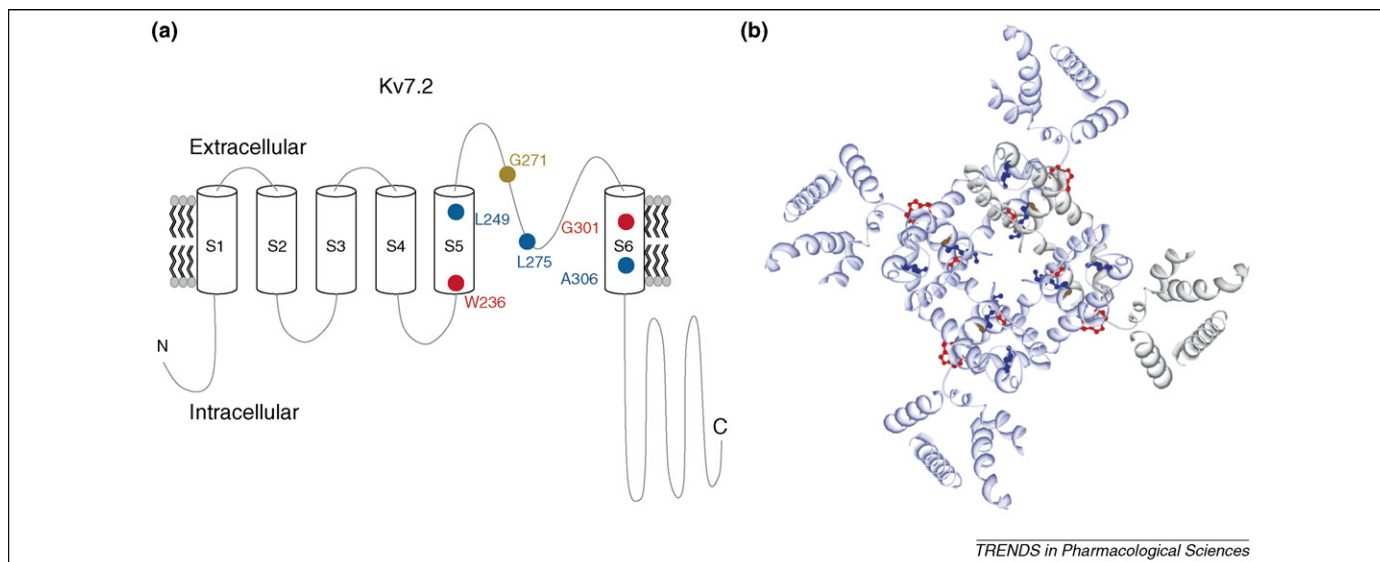 (a)
(b)
Kv7.2
Extracellular
G271
L249
G301
S1
S2
S3
S4
S5
S6
L275
A306
W236
N
Intracellular
C
TRENDS in Pharmacological Sciences